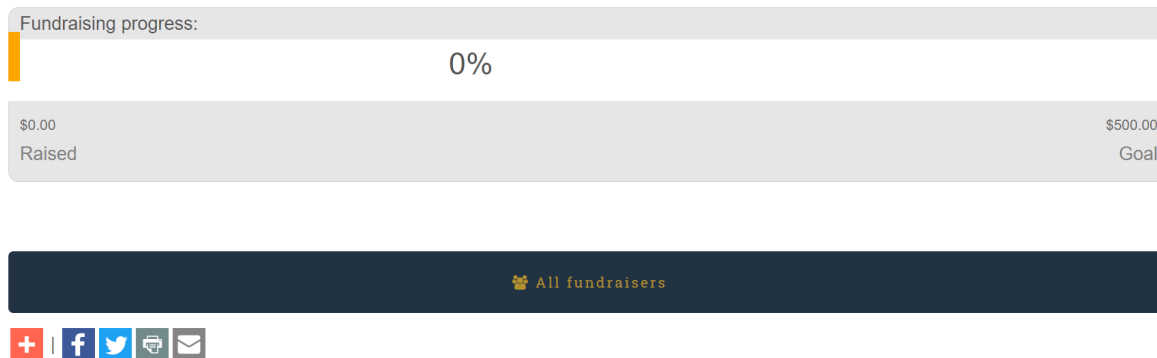 Fundraising progress:
0%
$0.00 $500.00
Raised Goal
All fundraisers